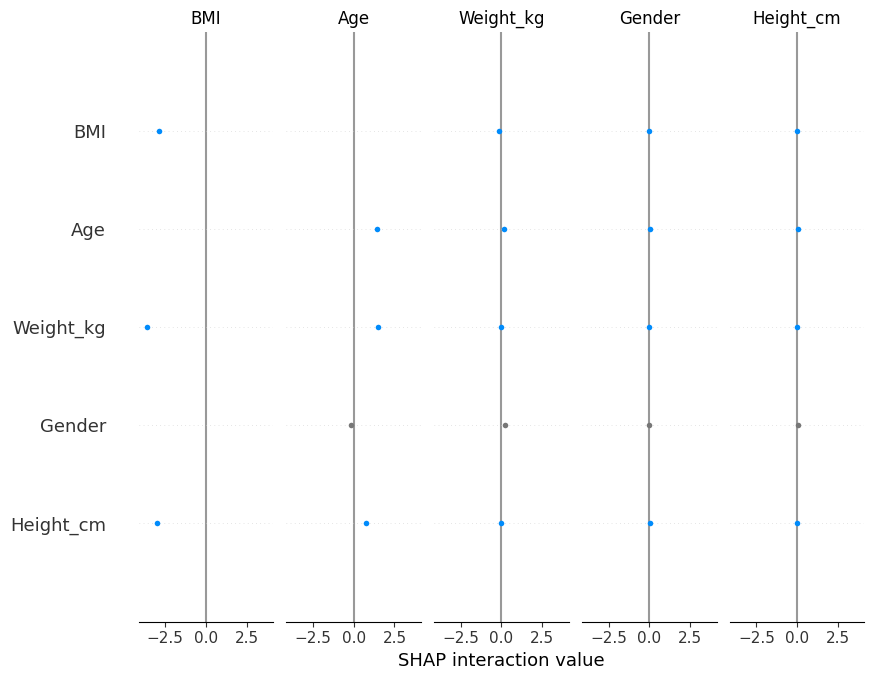 BMI Age Weight_kg Gender Height_cm
BMI
Age
Weight_kg
Gender
Height_cm
−2.5 0.0 2.5 −2.5 0.0 2.5 −2.5 0.0 2.5 −2.5 0.0 2.5 −2.5 0.0 2.5
SHAP interaction value